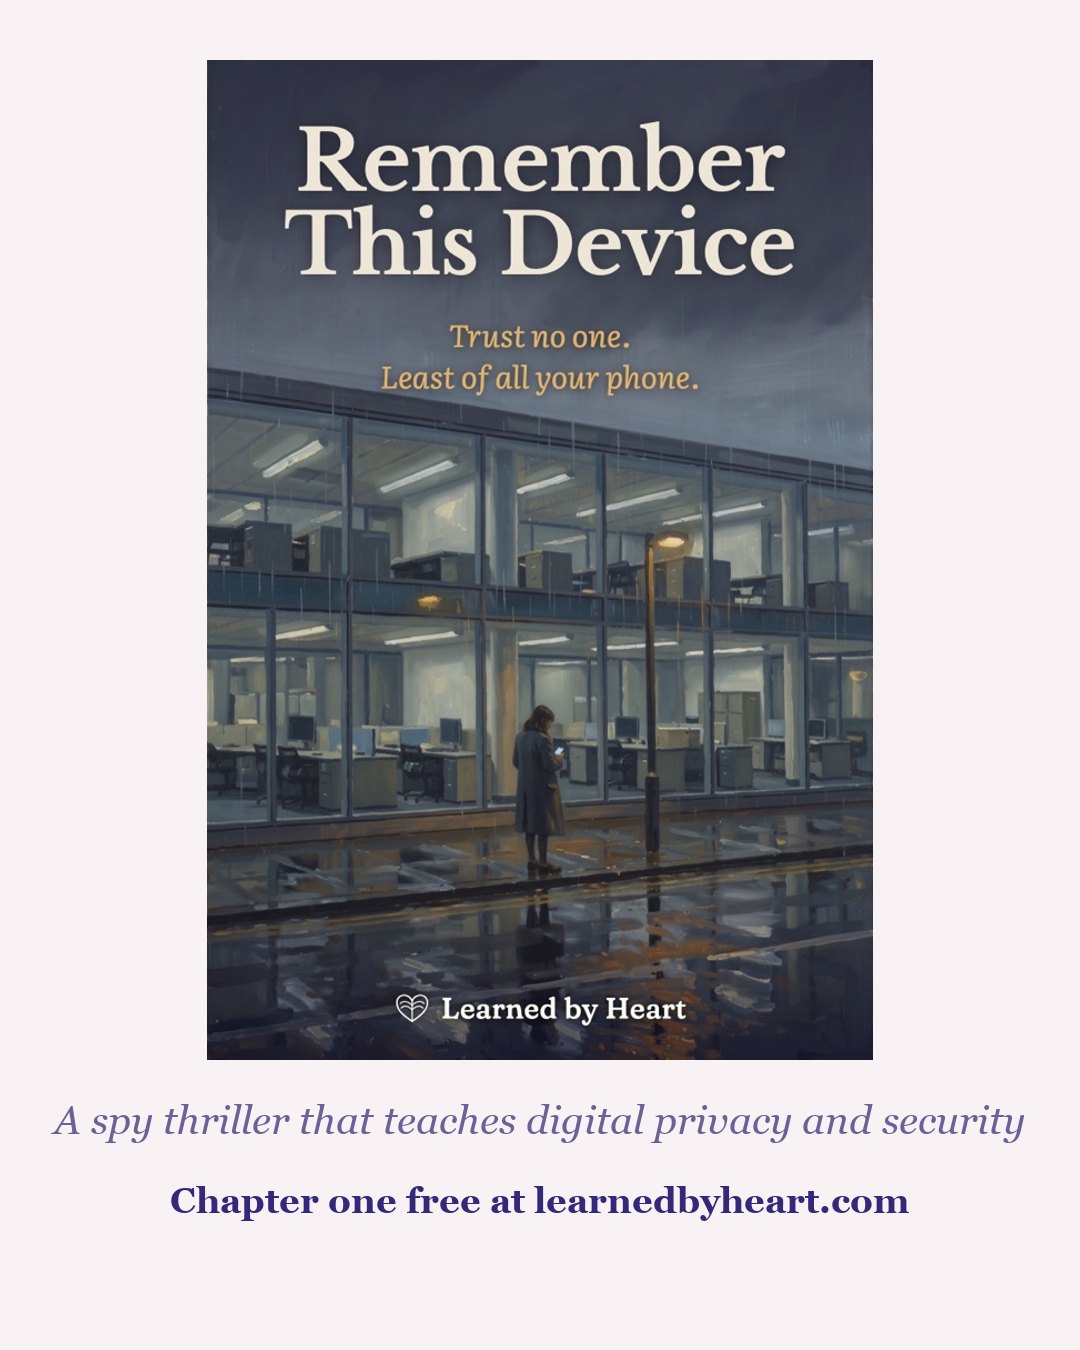 Remember
This Device
Trust no one.
Least of all your phone.
Learned by Heart
A spy thriller that teaches digital privacy and security
Chapter one free at learnedbyheart.com